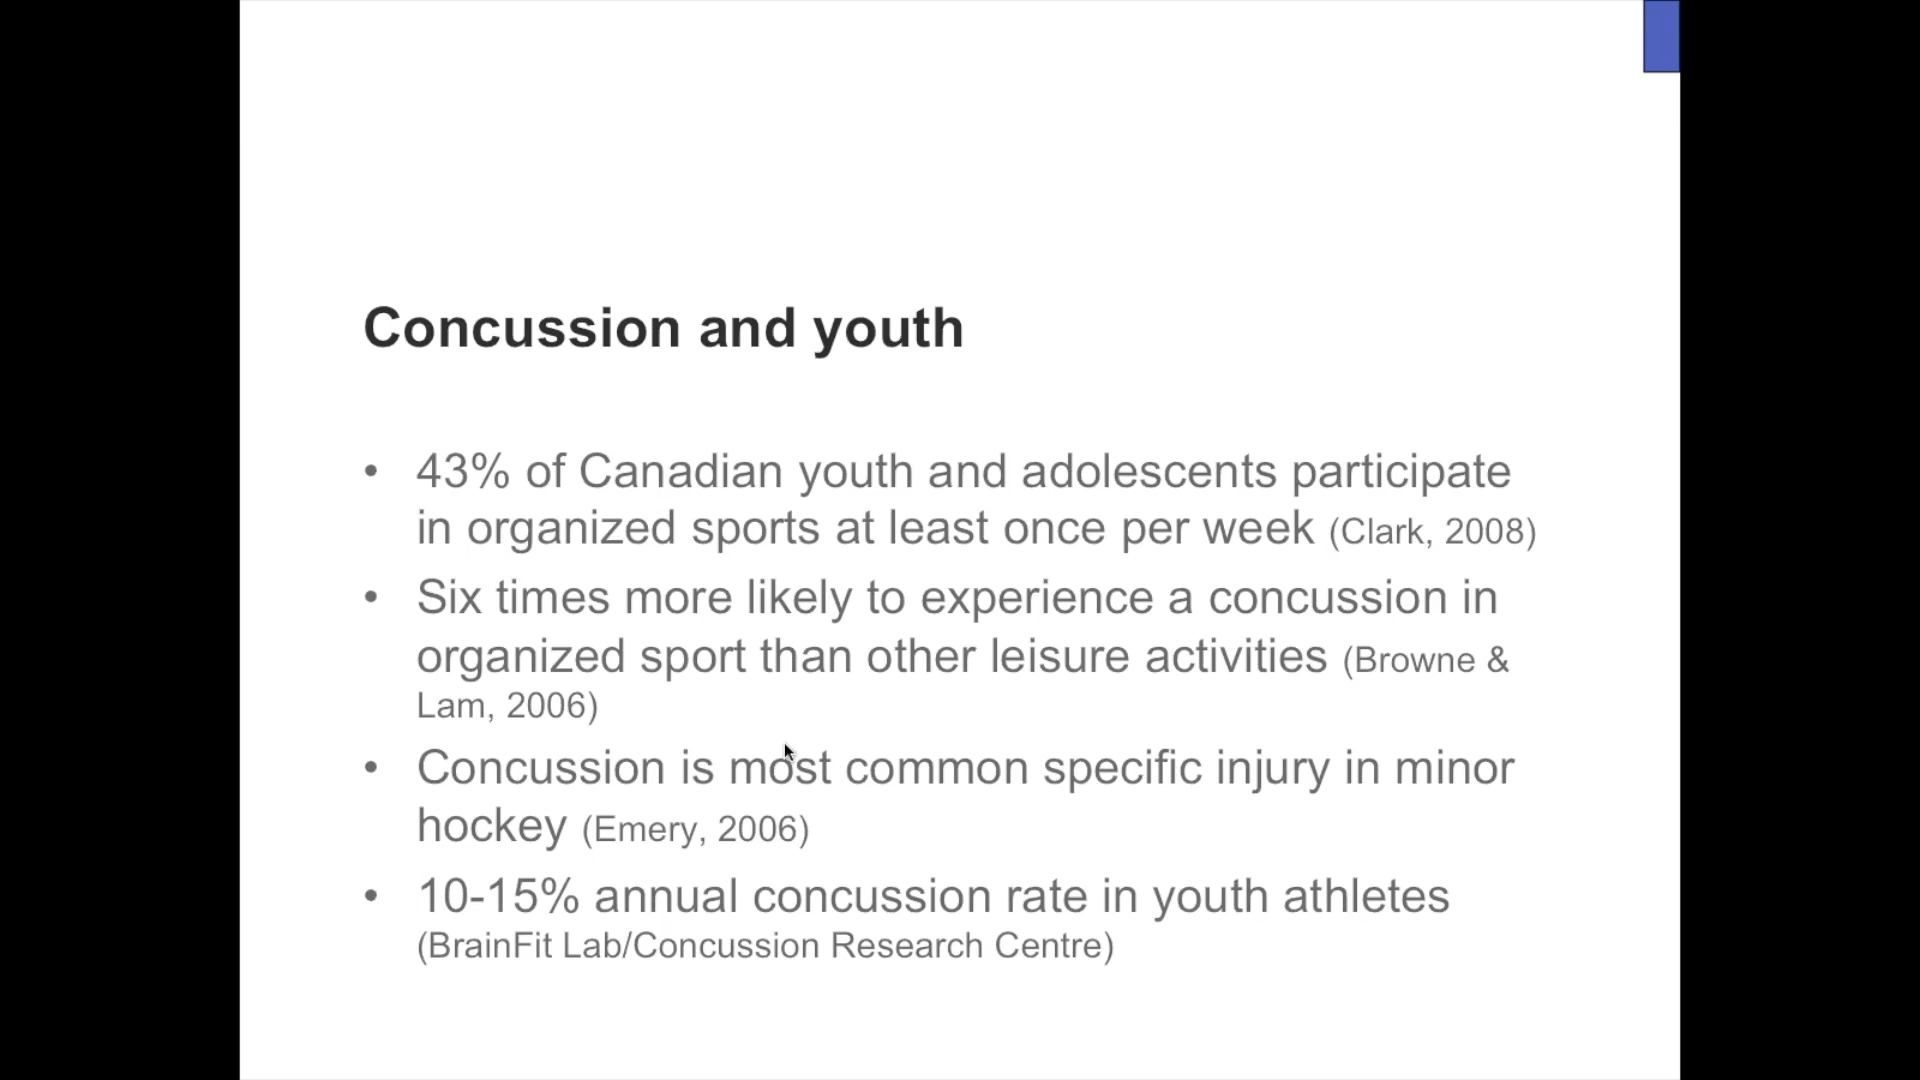 Concussion and youth
• 43% of Canadian youth and adolescents participate
in organized sports at least once per week (Clark, 2008)
• Six times more likely to experience a concussion in
organized sport than other leisure activities (Browne &
Lam, 2006)
• Concussion is most common specific injury in minor
hockey (Emery, 2006)
• 10-15% annual concussion rate in youth athletes
(BrainFit Lab/Concussion Research Centre)